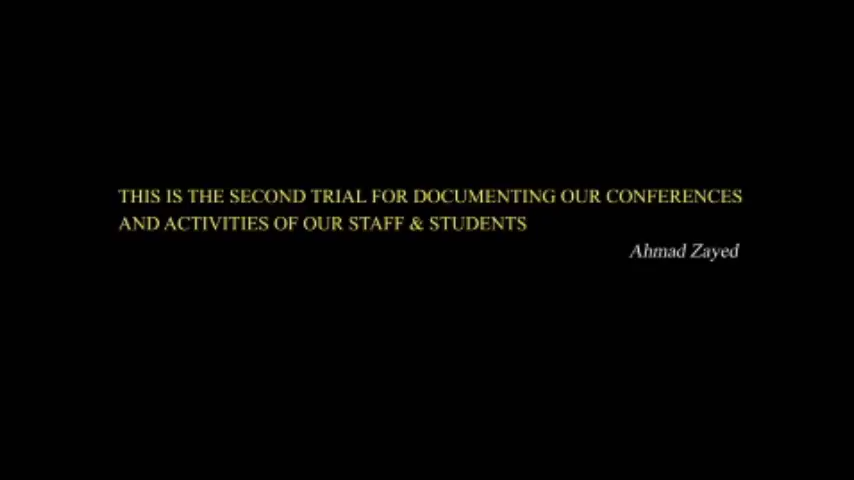 THIS IS THE SECOND TRIAL FOR DOCUMENTING OUR CONFERENCES
AND ACTIVITIES OF OUR STAFF & STUDENTS
Ahmad Zayed